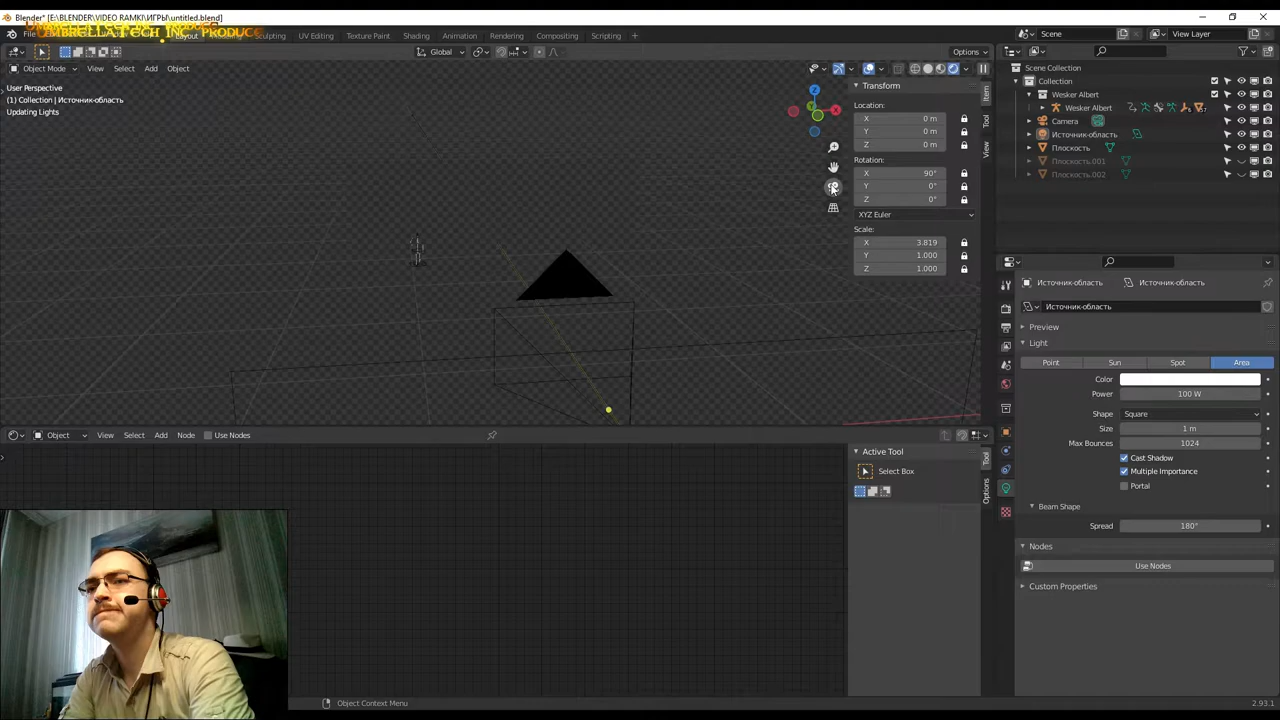 Blender* [E:\BLENDER\VIDEO RAMKI\ИГРЫ\untitled.blend]
UMBRELLA TECH INC PRODUCE
Layout Sculpting UV Editing Texture Paint Shading Animation Rendering Compositing Scripting + Scene View Layer
Global Options
Object Mode View Select Add Object
User Perspective
(1) Collection | Источник-область
Updating Lights
Z
X
Transform
Location:
X 0 m
Y 0 m
Z 0 m
Rotation:
X 90°
Y 0°
Z 0°
XYZ Euler
Scale:
X 3.819
Y 1.000
Z 1.000
Item
Tool
View
Scene Collection
Collection
Wesker Albert
Wesker Albert
Camera
Источник-область
Плоскость
Плоскость.001
Плоскость.002
Источник-область Источник-область
Источник-область
Preview
Light
Point Sun Spot Area
Color
Power 100 W
Shape Square
Size 1 m
Max Bounces 1024
Cast Shadow
Multiple Importance
Portal
Beam Shape
Spread 180°
Nodes
Use Nodes
Custom Properties
Object View Select Add Node Use Nodes
Active Tool
Select Box
Tool
Options
Object Context Menu
2.93.1